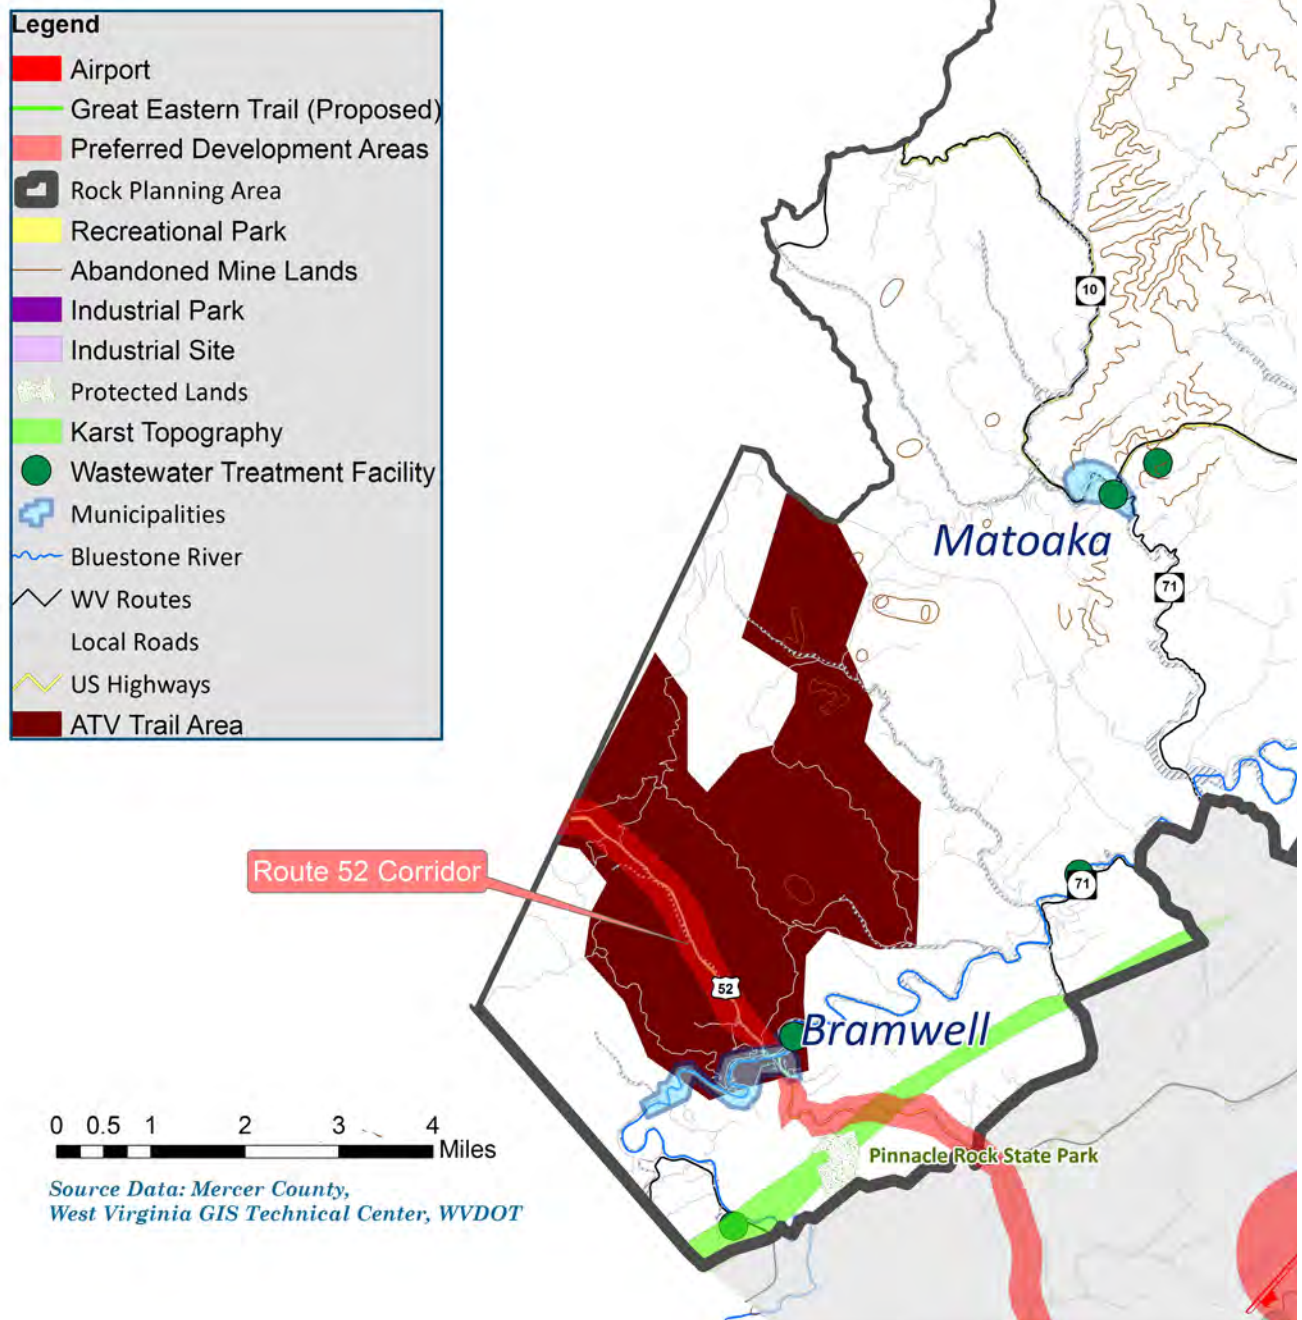 Legend
Airport
Great Eastern Trail (Proposed)
Preferred Development Areas
Rock Planning Area
Recreational Park
Abandoned Mine Lands
Industrial Park
Industrial Site
Protected Lands
Karst Topography
Wastewater Treatment Facility
Municipalities
Bluestone River
WV Routes
Local Roads
US Highways
ATV Trail Area
10
Matoaka
71
Route 52 Corridor
71
52
Bramwell
Pinnacle Rock State Park
0 0.5 1 2 3 4
Miles
Source Data: Mercer County,
West Virginia GIS Technical Center, WVDOT